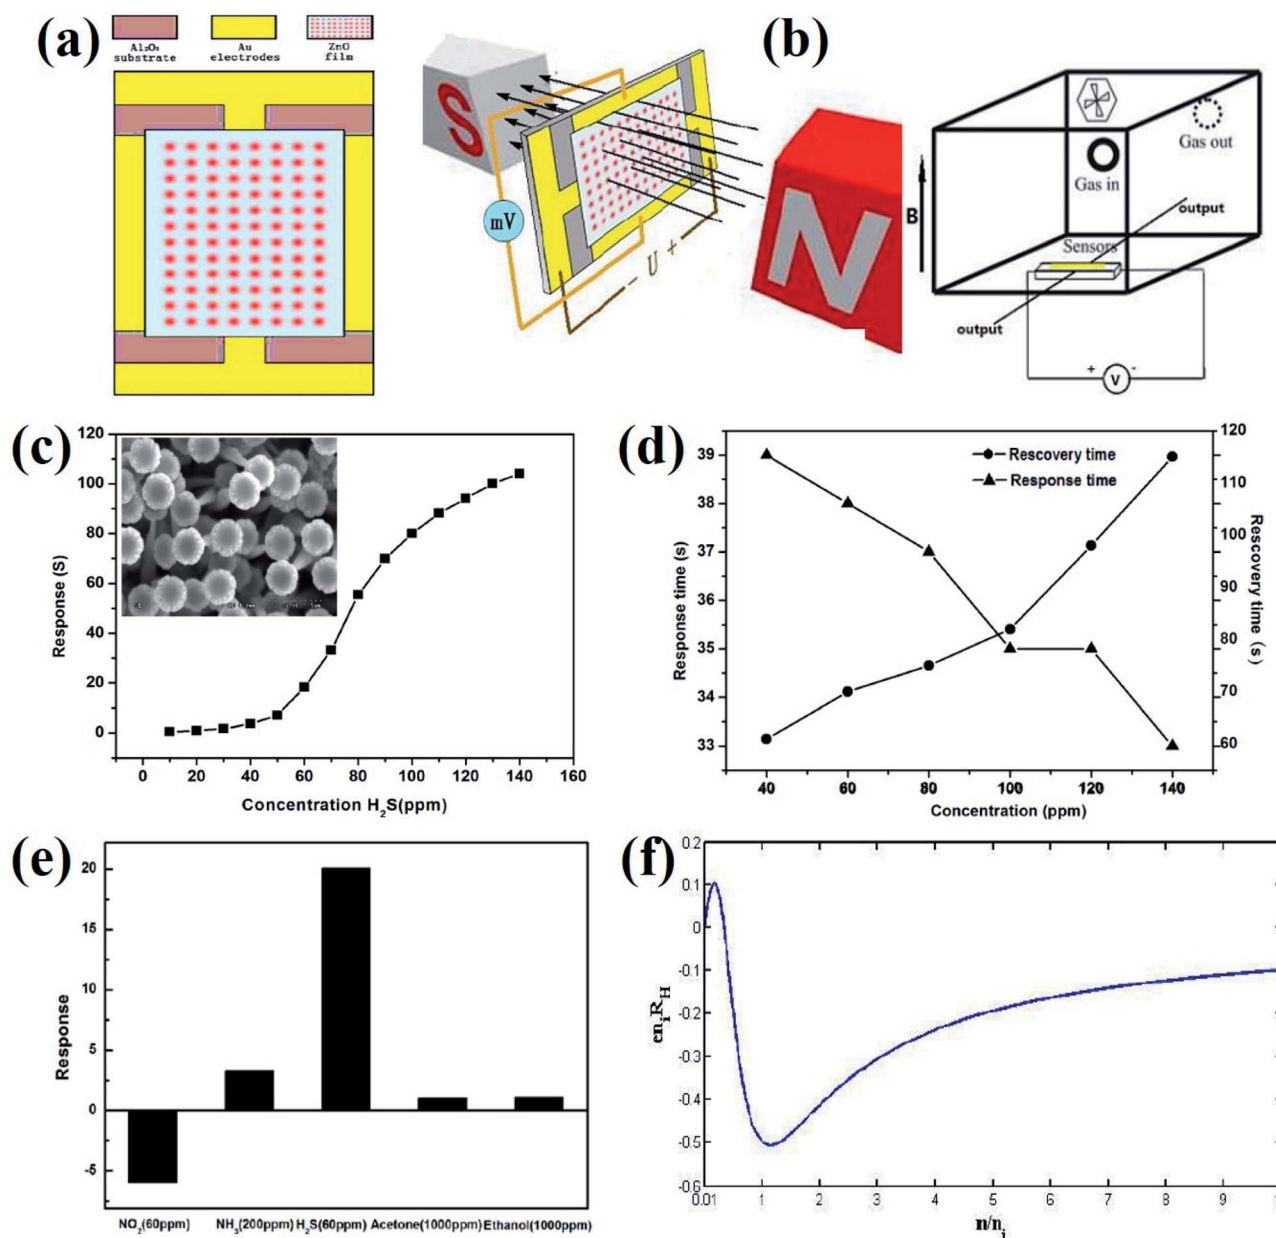 (a)
Al₂O₃
substrate
Au
electrodes
ZnO
film
S
mV
- U +
N
(b)
Gas out
Gas in
B
output
Sensors
output
+ V -
(c)
120
100
80
60
40
20
0
Response (S)
0 20 40 60 80 100 120 140 160
Concentration H₂S(ppm)
(d)
39
38
37
36
35
34
33
Response time (s)
Rescovery time
Response time
120
110
100
90
80
70
60
Rescovery time (s)
40 60 80 100 120 140
Concentration (ppm)
(e)
20
15
10
5
0
-5
Response
NO₂(60ppm) NH₃(200ppm) H₂S(60ppm) Acetone(1000ppm) Ethanol(1000ppm)
(f)
0.2
0.1
0
-0.1
-0.2
-0.3
-0.4
-0.5
-0.6
enᵢR_H
0.01 1 2 3 4 5 6 7 8 9
n/nᵢ